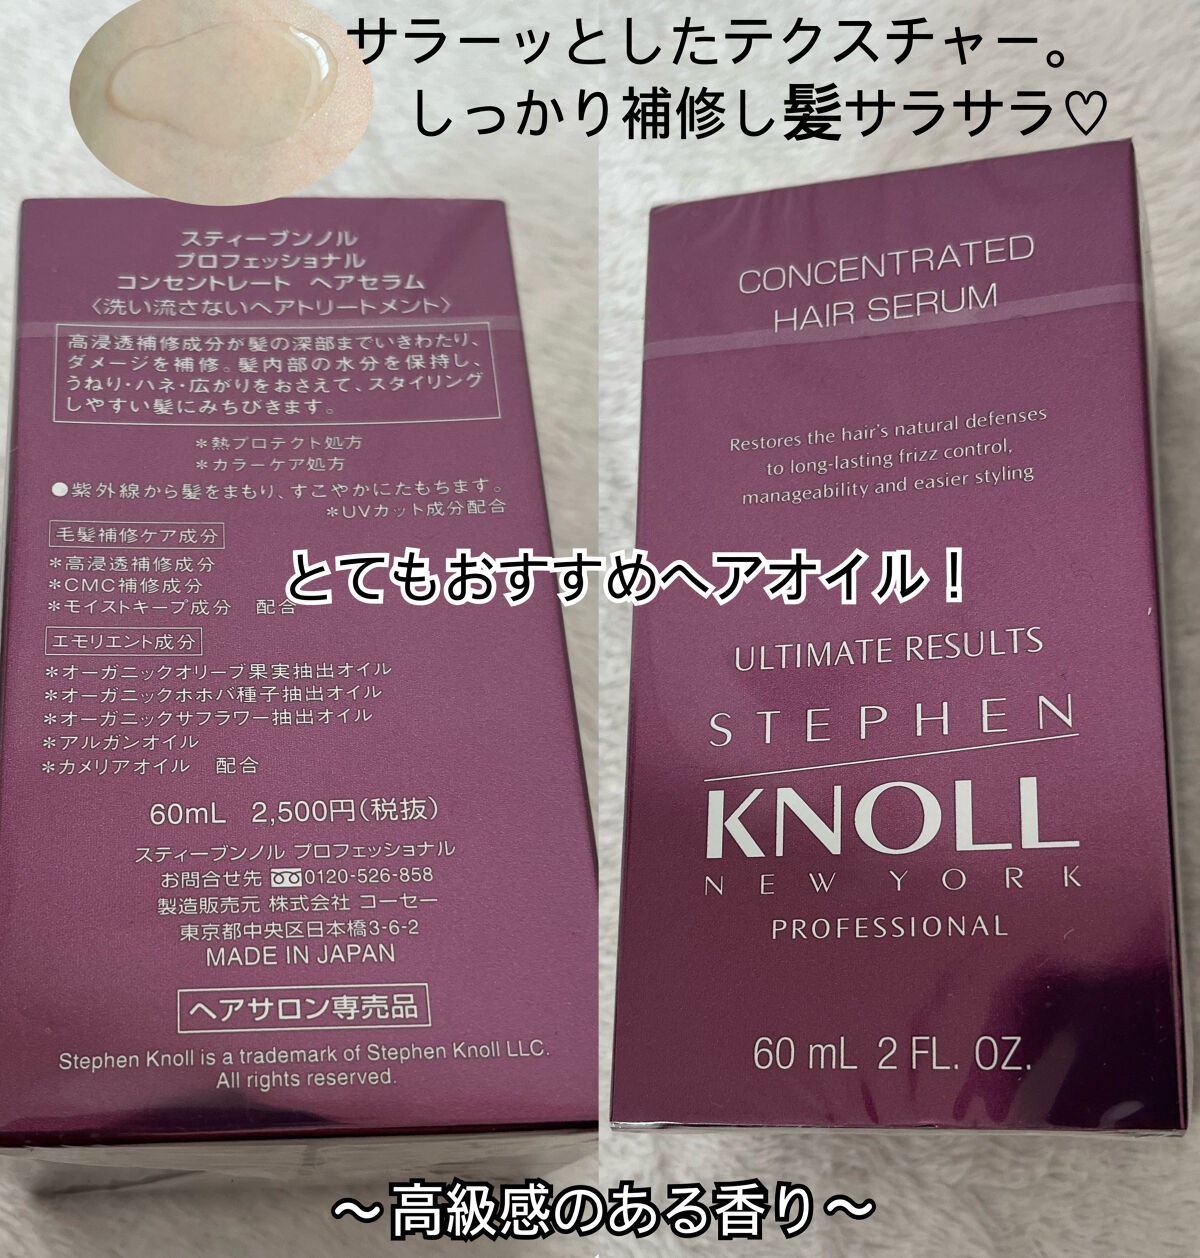 サラーッとしたテクスチャー。
しっかり補修し髪サラサラ♡
スティーブンノル
プロフェッショナル
コンセントレート ヘアセラム
〈洗い流さないヘアトリートメント〉
高浸透補修成分が髪の深部までいきわたり、
ダメージを補修。髪内部の水分を保持し、
うねり・ハネ・広がりをおさえて、スタイリング
しやすい髪にみちびきます。
＊熱プロテクト処方
＊カラーケア処方
●紫外線から髪をまもり、すこやかにたもちます。
＊UVカット成分配合
毛髪補修ケア成分
＊高浸透補修成分
＊CMC補修成分
＊モイストキープ成分 配合
エモリエント成分
＊オーガニックオリーブ果実抽出オイル
＊オーガニックホホバ種子抽出オイル
＊オーガニックサフラワー抽出オイル
＊アルガンオイル
＊カメリアオイル 配合
60mL 2,500円(税抜)
スティーブンノル プロフェッショナル
お問合せ先 0120-526-858
製造販売元 株式会社 コーセー
東京都中央区日本橋3-6-2
MADE IN JAPAN
ヘアサロン専売品
Stephen Knoll is a trademark of Stephen Knoll LLC.
All rights reserved.
CONCENTRATED
HAIR SERUM
Restores the hair's natural defenses
to long-lasting frizz control,
manageability and easier styling
とてもおすすめヘアオイル！
ULTIMATE RESULTS
STEPHEN
KNOLL
NEW YORK
PROFESSIONAL
60 mL 2 FL. OZ.
～高級感のある香り～